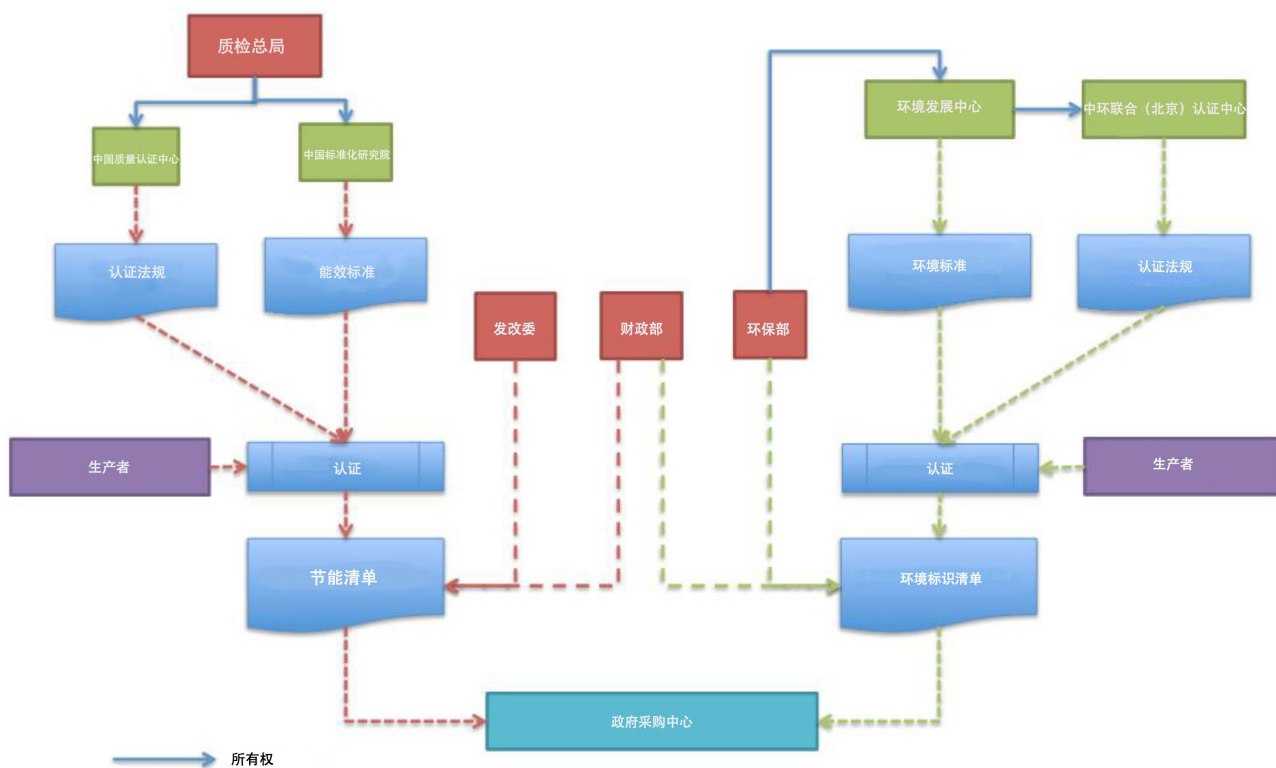 质检总局
环境发展中心
中环联合（北京）认证中心
中国质量认证中心
中国标准化研究院
认证法规
能效标准
环境标准
认证法规
发改委
财政部
环保部
生产者
认证
认证
生产者
节能清单
环境标识清单
政府采购中心
所有权